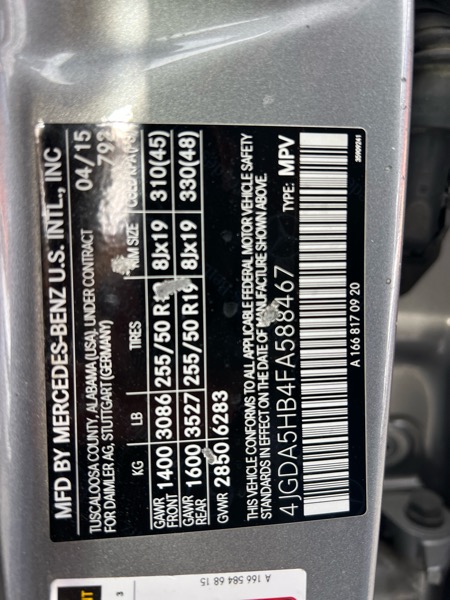 MFD BY MERCEDES-BENZ U.S. INTL., INC
TUSCALOOSA COUNTY, ALABAMA (USA), UNDER CONTRACT 04/15
FOR DAIMLER AG, STUTTGART (GERMANY) 792
KG LB TIRES RIM SIZE COLD
GAWR FRONT 1400 3086 255/50 8Jx19 310(45)
GAWR REAR 1600 3527 255/50 8Jx19 330(48)
GVWR 2850 6283
THIS VEHICLE CONFORMS TO ALL APPLICABLE FEDERAL MOTOR VEHICLE SAFETY
STANDARDS IN EFFECT ON THE DATE OF MANUFACTURE SHOWN ABOVE.
4JGDA5HB4FA588467 TYPE: MPV
A 166 817 09 20
A 166 584 68 15
3